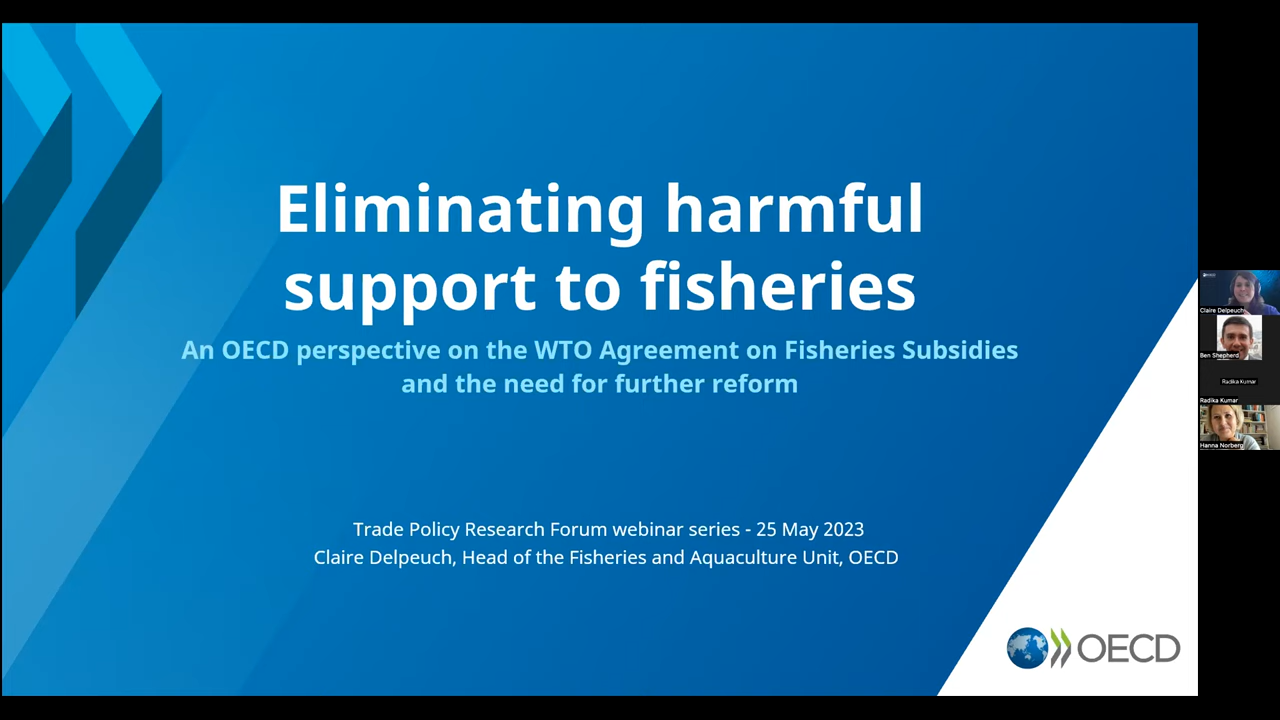 Eliminating harmful
support to fisheries
An OECD perspective on the WTO Agreement on Fisheries Subsidies
and the need for further reform
Trade Policy Research Forum webinar series - 25 May 2023
Claire Delpeuch, Head of the Fisheries and Aquaculture Unit, OECD
OECD
Claire Delpeuch
Ben Shepherd
Radika Kumar
Radika Kumar
Hanna Norberg